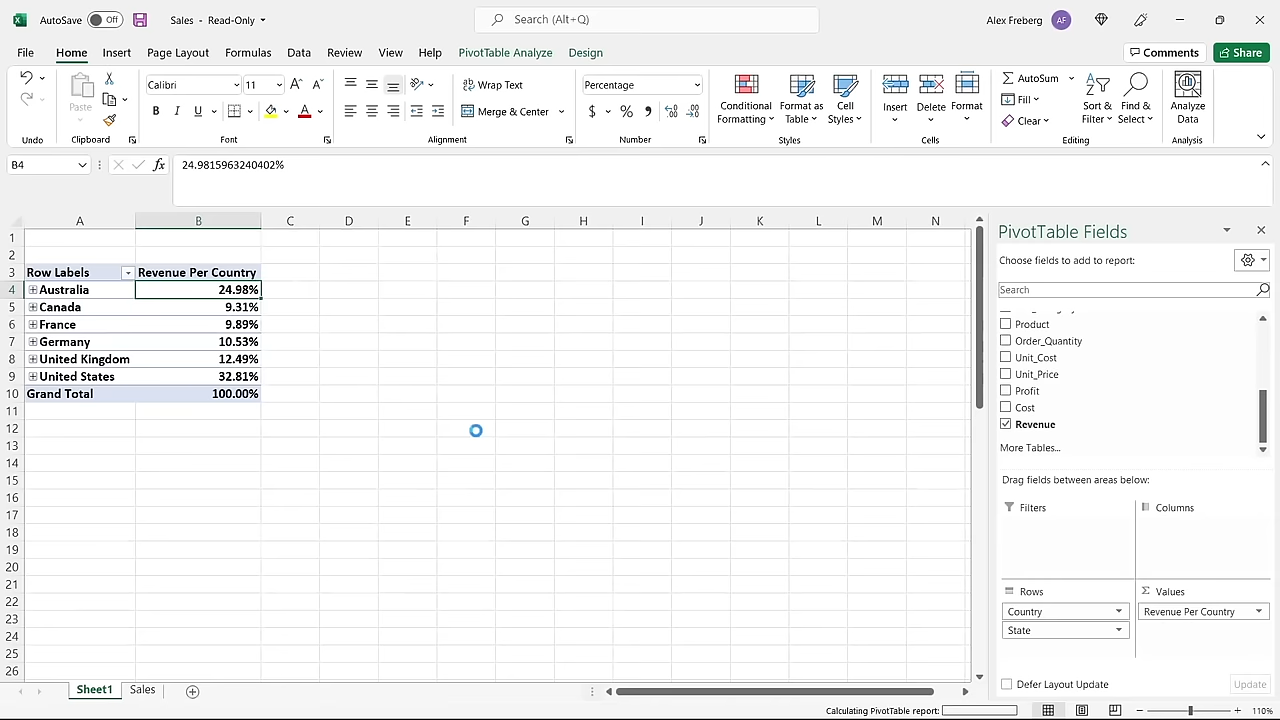 AutoSave Off Sales - Read-Only Search (Alt+Q) Alex Freberg AF
File Home Insert Page Layout Formulas Data Review View Help PivotTable Analyze Design Comments Share
Calibri 11 Wrap Text Percentage AutoSum
Paste Conditional Formatting Format as Table Cell Styles Insert Delete Format Fill Sort & Filter Find & Select Analyze Data
B I U Merge & Center $ % Clear
Undo Clipboard Font Alignment Number Styles Cells Editing Analysis
B4 fx 24.9815963240402%
A B C D E F G H I J K L M N
1
2
3 Row Labels Revenue Per Country
4 Australia 24.98%
5 Canada 9.31%
6 France 9.89%
7 Germany 10.53%
8 United Kingdom 12.49%
9 United States 32.81%
10 Grand Total 100.00%
11
12
13
14
15
16
17
18
19
20
21
22
23
24
25
26
PivotTable Fields
Choose fields to add to report:
Search
Product
Order_Quantity
Unit_Cost
Unit_Price
Profit
Cost
Revenue
More Tables...
Drag fields between areas below:
Filters Columns
Rows Σ Values
Country Revenue Per Country
State
Defer Layout Update Update
Sheet1 Sales
Calculating PivotTable report: 110%